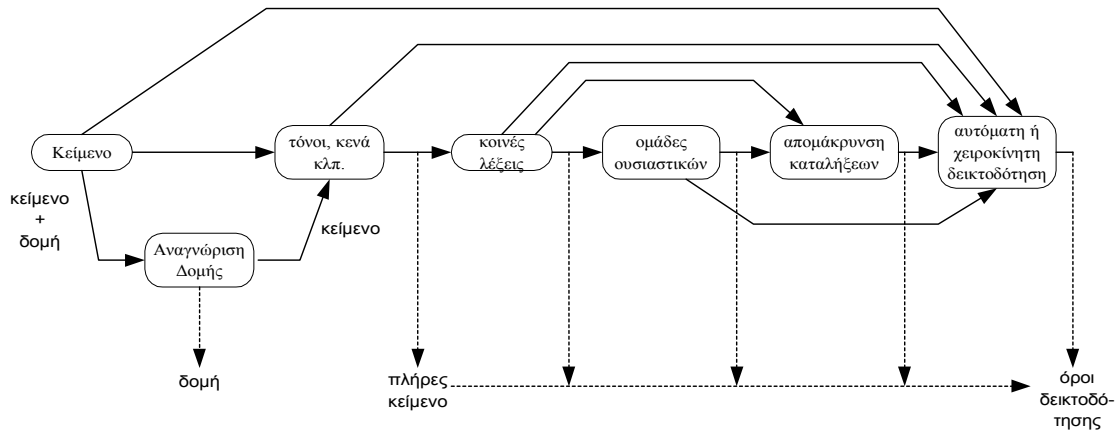 Κείμενο
τόνοι, κενά
κλπ.
κοινές
λέξεις
ομάδες
ουσιαστικών
απομάκρυνση
καταλήξεων
αυτόματη ή
χειροκίνητη
δεικτοδότηση
κείμενο
+
δομή
Αναγνώριση
Δομής
κείμενο
δομή
πλήρες
κείμενο
όροι
δεικτοδό-
τησης